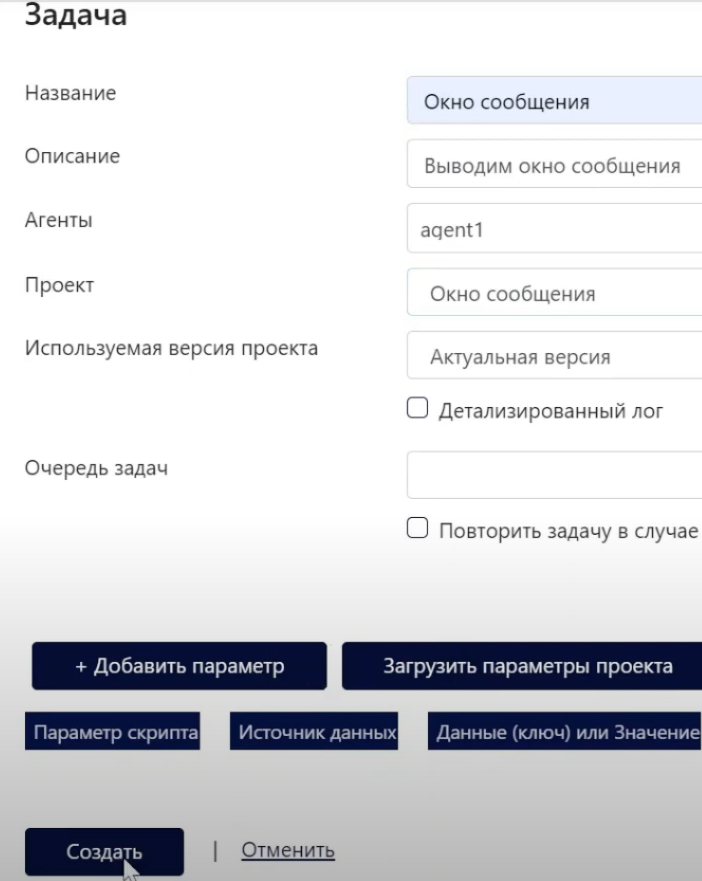 Задача
Название
Окно сообщения
Описание
Выводим окно сообщения
Агенты
agent1
Проект
Окно сообщения
Используемая версия проекта
Актуальная версия
Детализированный лог
Очередь задач
Повторить задачу в случае
+ Добавить параметр
Загрузить параметры проекта
Параметр скрипта
Источник данных
Данные (ключ) или Значение
Создать | Отменить